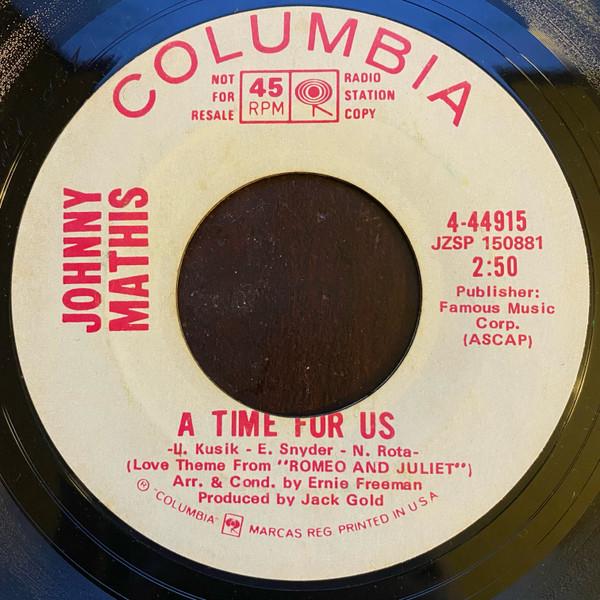 COLUMBIA
NOT
FOR
RESALE
45
RPM
RADIO
STATION
COPY
JOHNNY
MATHIS
4-44915
JZSP 150881
2:50
Publisher:
Famous Music
Corp.
(ASCAP)
A TIME FOR US
-L. Kusik - E. Snyder - N. Rota-
(Love Theme From "ROMEO AND JULIET")
Arr. & Cond. by Ernie Freeman
Produced by Jack Gold
℗ "COLUMBIA" MARCAS REG. PRINTED IN U.S.A.